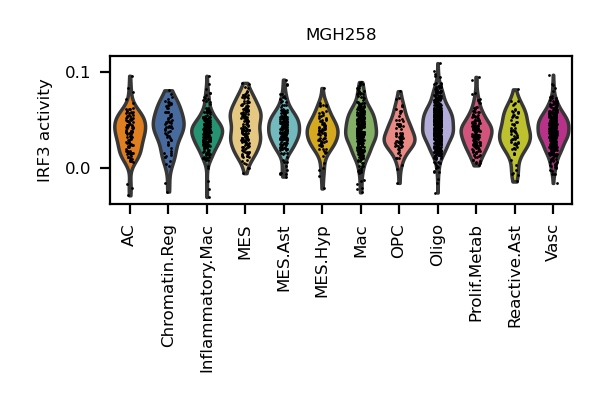 MGH258
IRF3 activity
0.1
0.0
AC
Chromatin.Reg
Inflammatory.Mac
MES
MES.Ast
MES.Hyp
Mac
OPC
Oligo
Prolif.Metab
Reactive.Ast
Vasc